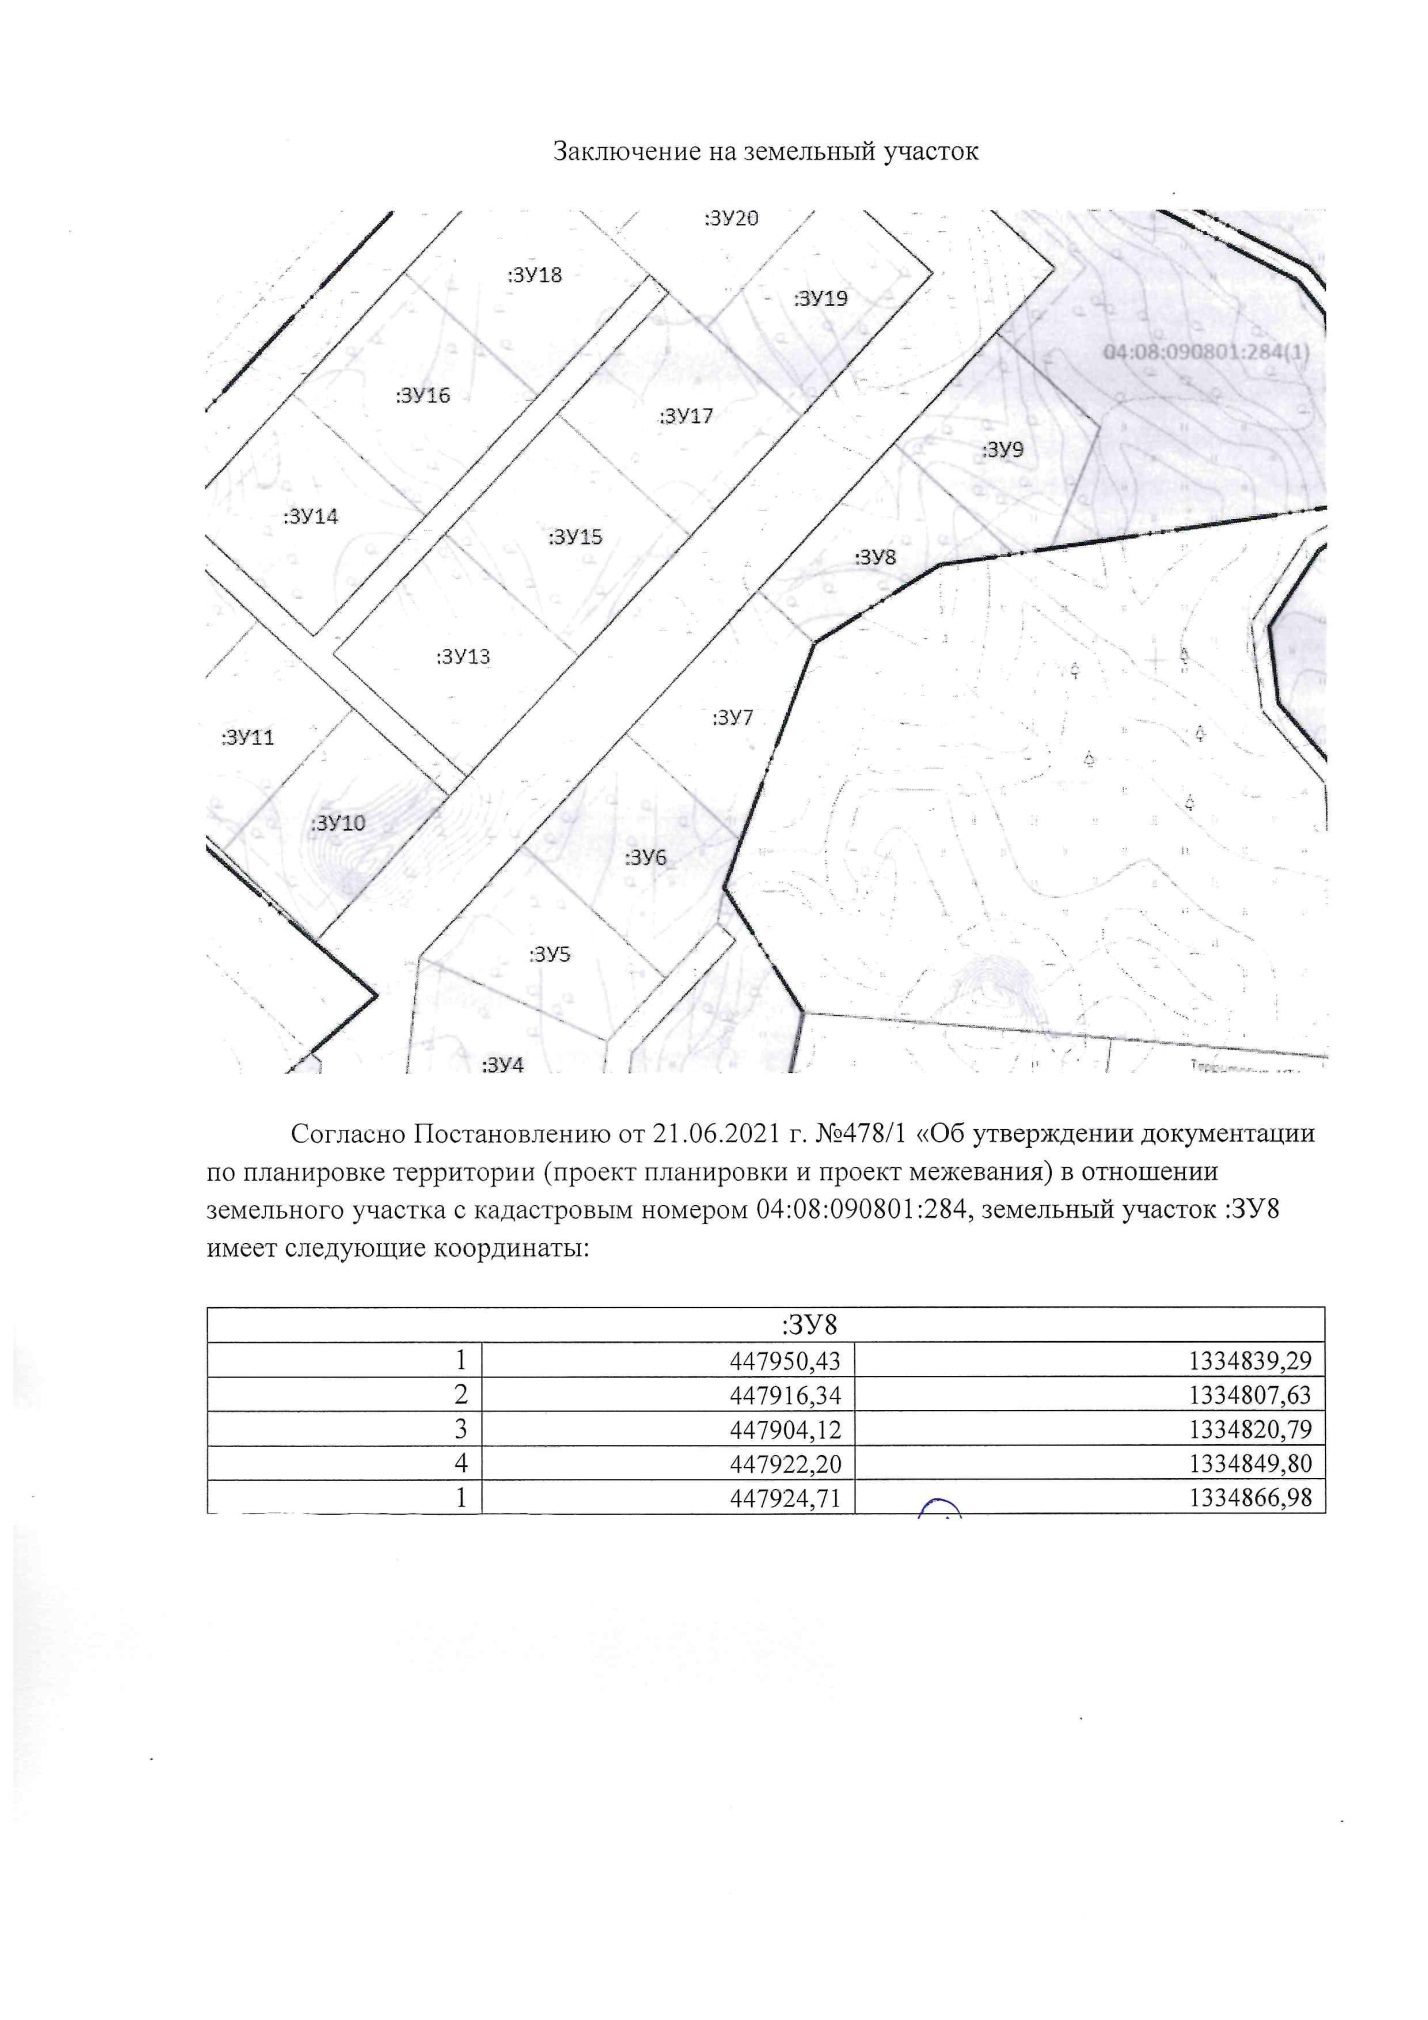 Заключение на земельный участок
:ЗУ20
:ЗУ18
:ЗУ19
04:08:090801:284(1)
:ЗУ16
:ЗУ17
:ЗУ9
:ЗУ14
:ЗУ15
:ЗУ8
:ЗУ13
:ЗУ7
:ЗУ11
:ЗУ10
:ЗУ6
:ЗУ5
:ЗУ4
Согласно Постановлению от 21.06.2021 г. №478/1 «Об утверждении документации
по планировке территории (проект планировки и проект межевания) в отношении
земельного участка с кадастровым номером 04:08:090801:284, земельный участок :ЗУ8
имеет следующие координаты:
:ЗУ8
1 447950,43 1334839,29
2 447916,34 1334807,63
3 447904,12 1334820,79
4 447922,20 1334849,80
1 447924,71 1334866,98